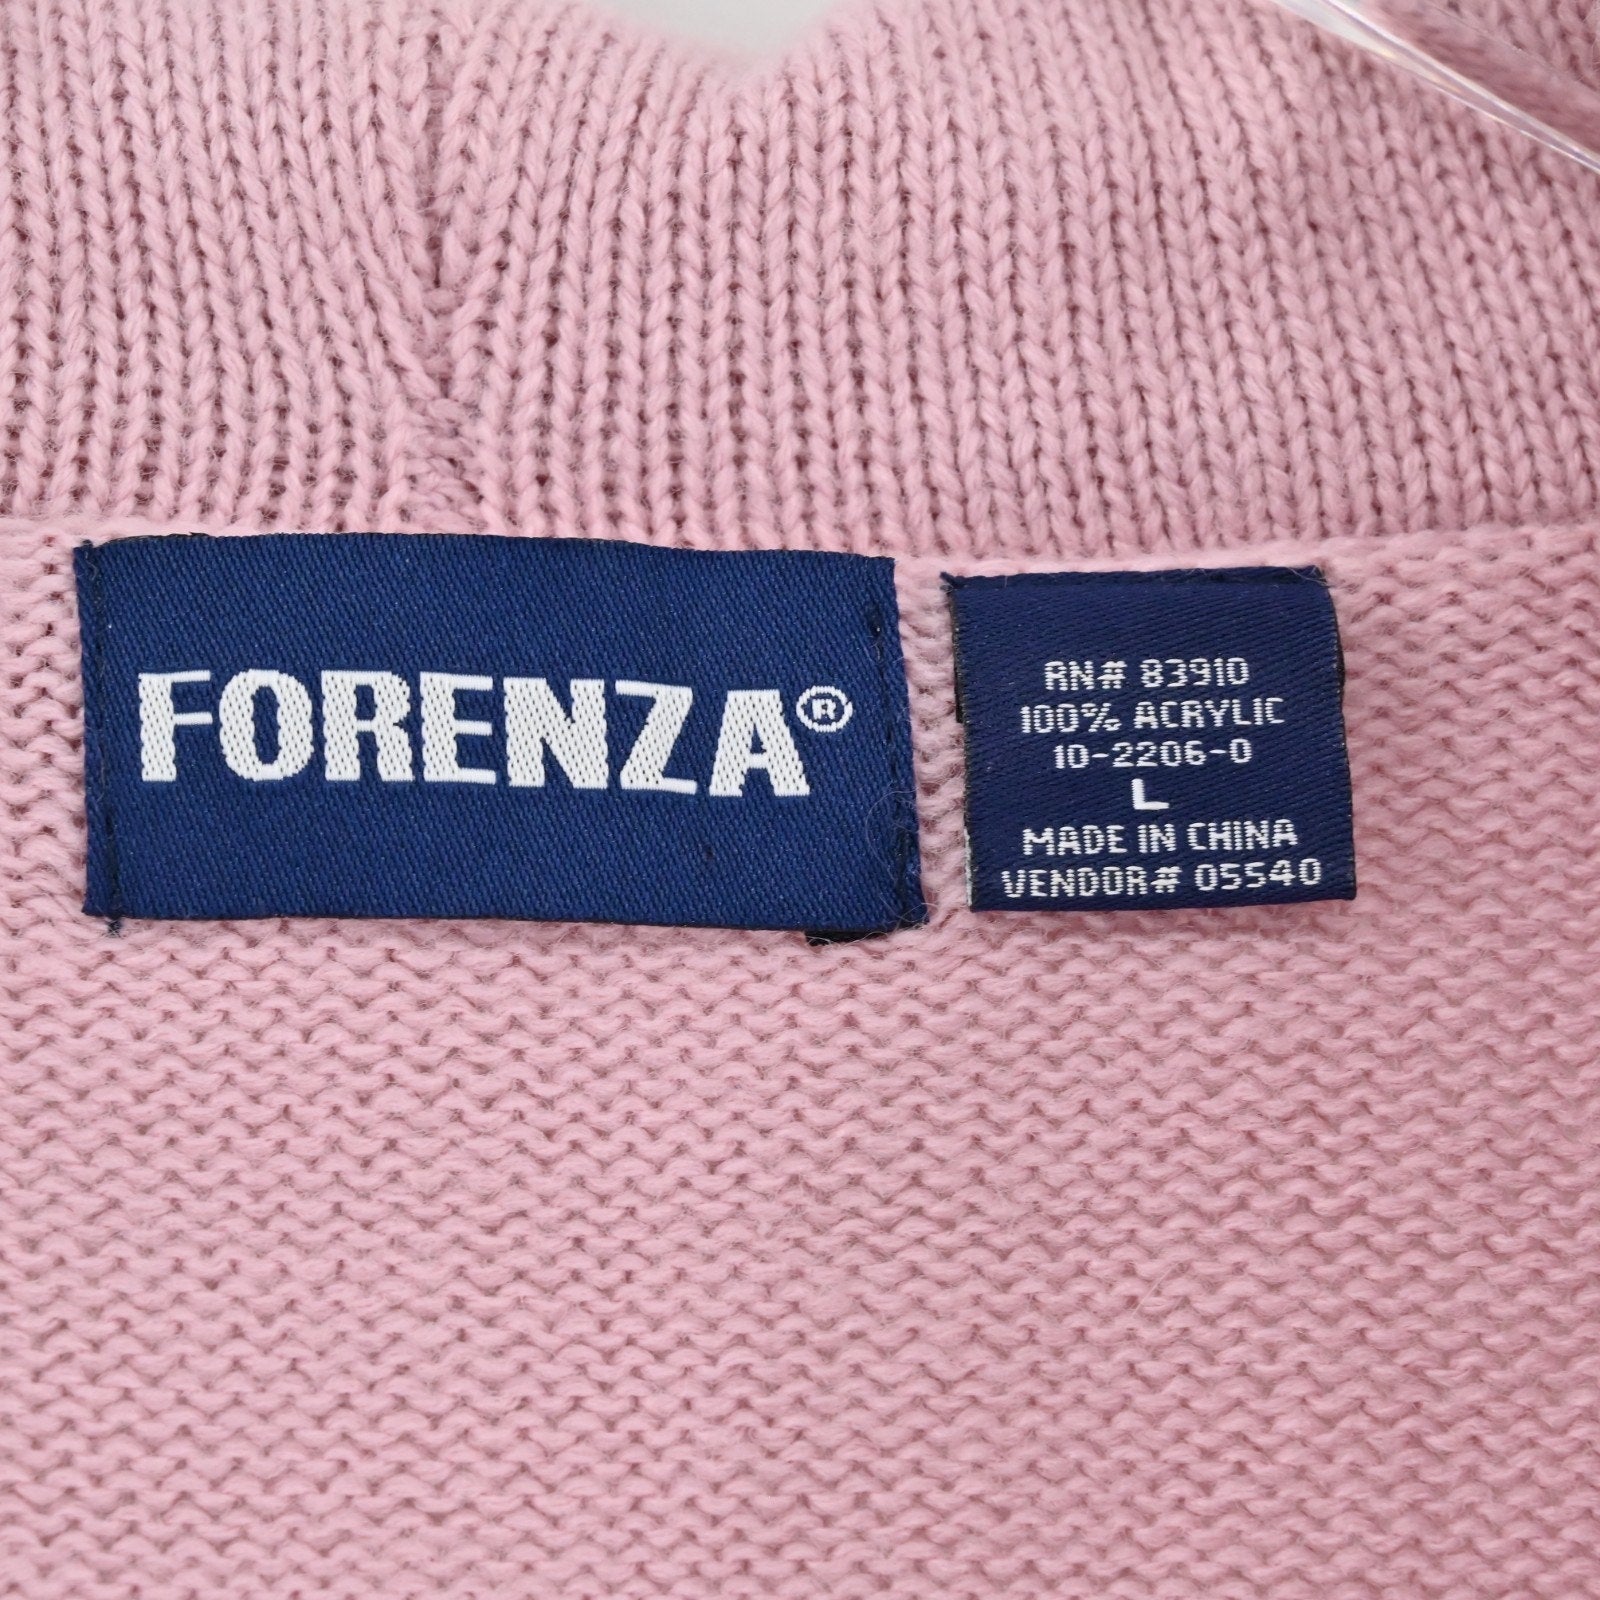 FORENZA®
RN# 83910
100% ACRYLIC
10-2206-0
L
MADE IN CHINA
VENDOR# 05540